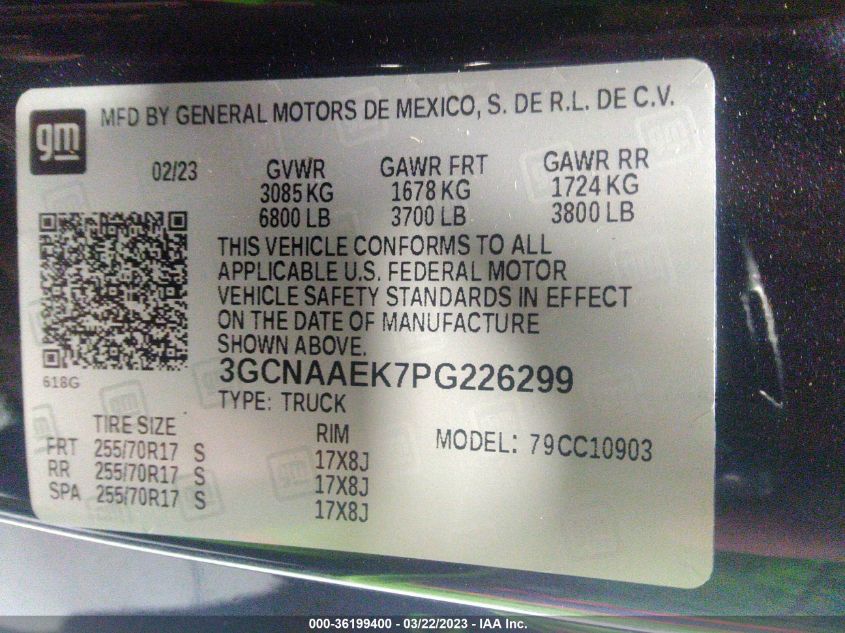 gm
MFD BY GENERAL MOTORS DE MEXICO, S. DE R.L. DE C.V.
02/23 GVWR GAWR FRT GAWR RR
3085 KG 1678 KG 1724 KG
6800 LB 3700 LB 3800 LB
THIS VEHICLE CONFORMS TO ALL
APPLICABLE U.S. FEDERAL MOTOR
VEHICLE SAFETY STANDARDS IN EFFECT
ON THE DATE OF MANUFACTURE
SHOWN ABOVE.
618G
3GCNAAEK7PG226299
TYPE: TRUCK
TIRE SIZE RIM MODEL: 79CC10903
FRT 255/70R17 S 17X8J
RR 255/70R17 S 17X8J
SPA 255/70R17 S 17X8J
000-36199400 - 03/22/2023 - IAA Inc.